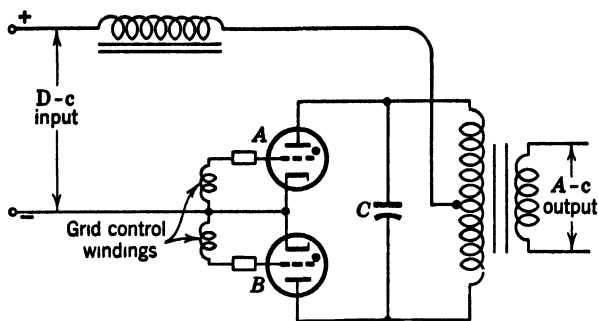 +
D-c
input
A
A-c
output
C
-
Grid control
windings
B